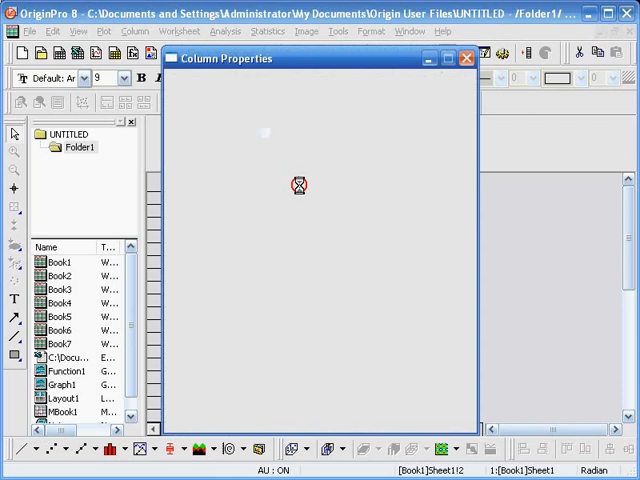 OriginPro 8 - C:\Documents and Settings\Administrator\My Documents\Origin User Files\UNTITLED - /Folder1/ ...
File Edit View Plot Column Worksheet Analysis Statistics Image Tools Format Window Help
Default: Ar 9 B 0 0
Column Properties
UNTITLED
Folder1
Name T...
Book1 W...
Book2 W...
Book3 W...
Book4 W...
Book5 W...
Book6 W...
Book7 W...
C:\Docu... E...
Function1 G...
Graph1 G...
Layout1 L...
MBook1 M...
T
AU : ON [Book1]Sheet1!2 1:[Book1]Sheet1 Radian